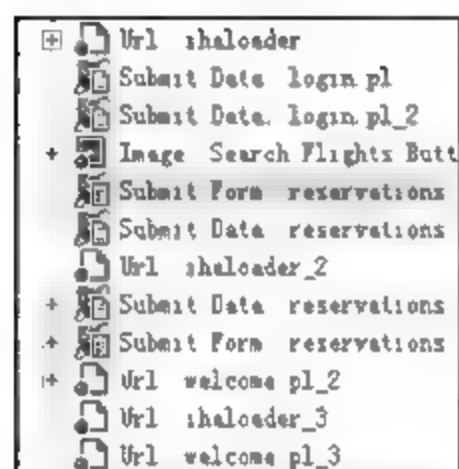 Url shaloader
Submit Data login.pl
Submit Data. login.pl_2
Image Search Flights Butt
Submit Form reservations
Submit Data reservations
Url shaloader_2
Submit Data reservations
Submit Form reservations
Url welcome pl_2
Url shaloader_3
Url welcome pl_3